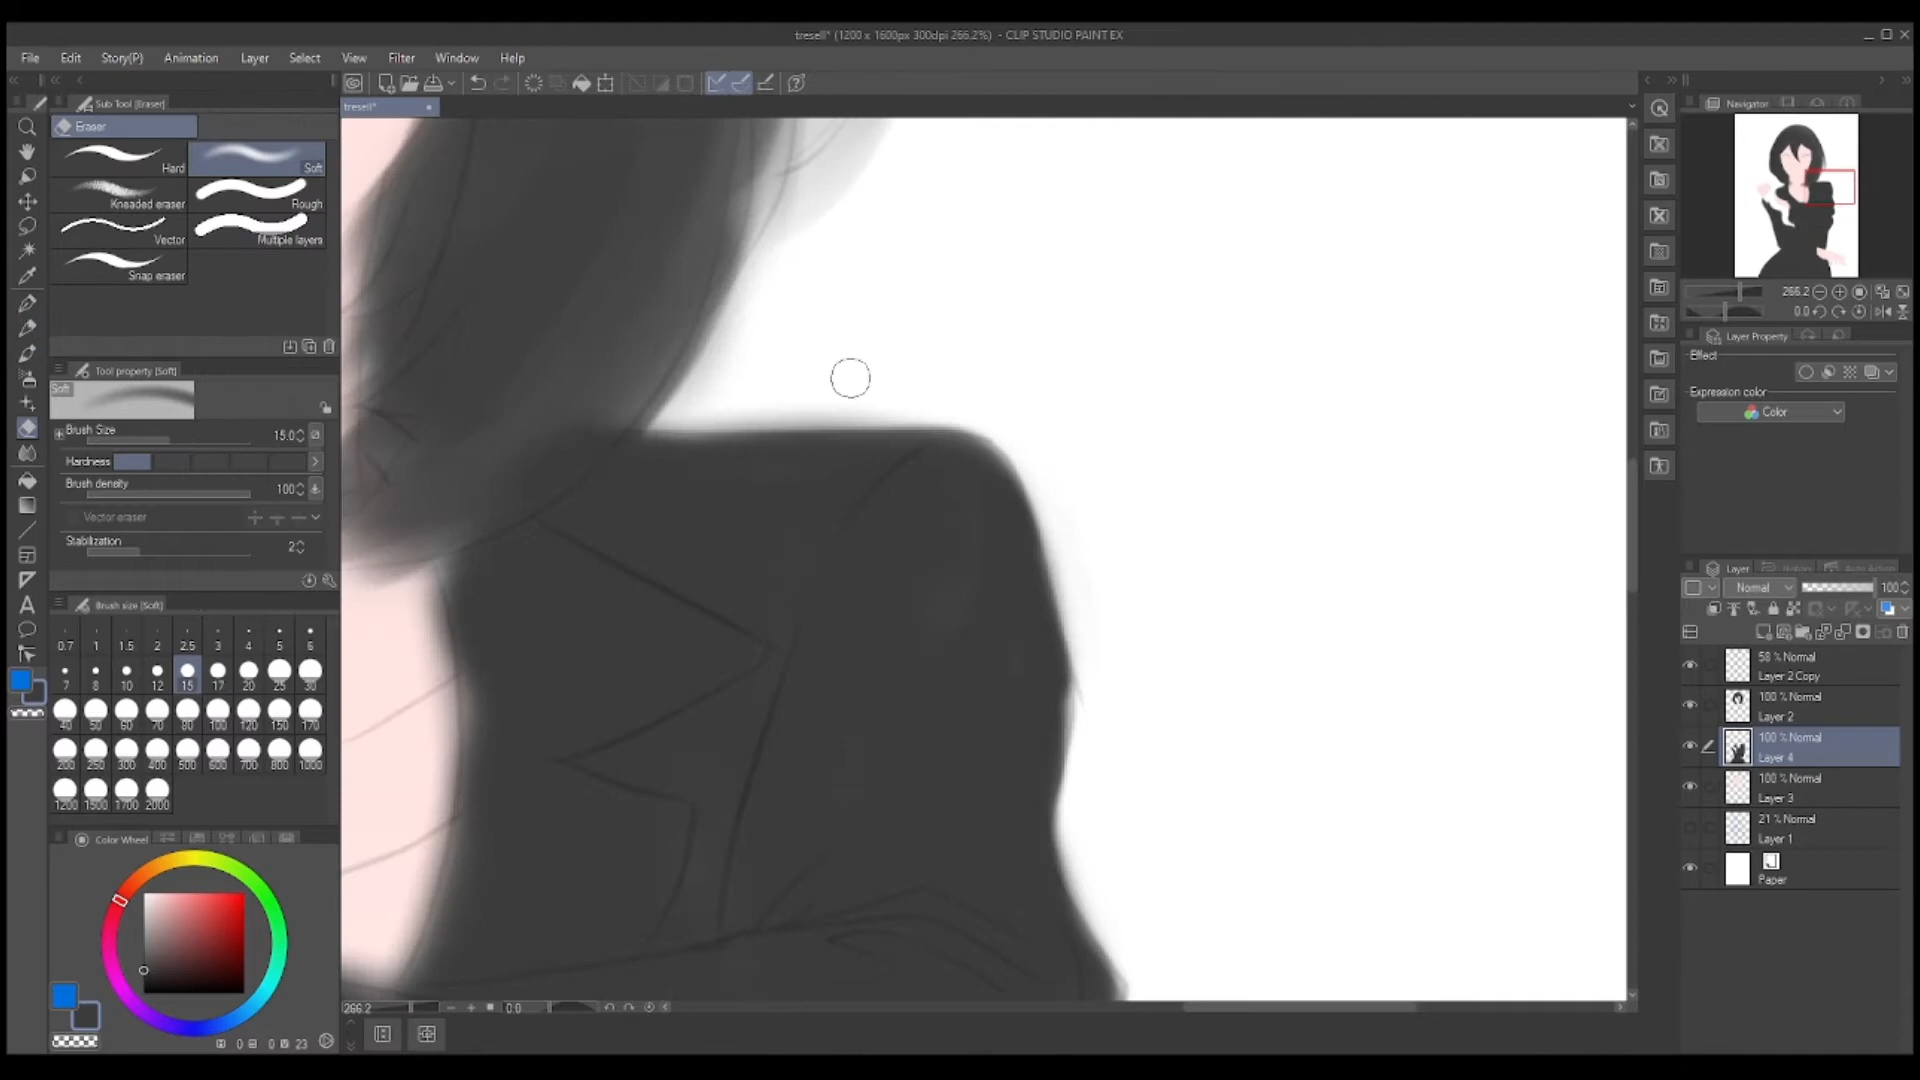 tresell* (1200 x 1600px 300dpi 266.2%) - CLIP STUDIO PAINT EX
File Edit Story(P) Animation Layer Select View Filter Window Help
Sub Tool [Eraser]
Eraser
Hard Soft
Kneaded eraser Rough
Vector Multiple layers
Snap eraser
Tool property [Soft]
Soft
Brush Size 15.0
Hardness
Brush density 100
Vector eraser
Stabilization 2
Brush size [Soft]
0.7 1 1.5 2 2.5 3 4 5 6
7 8 10 12 15 17 20 25 30
40 50 60 70 80 100 120 150 170
200 250 300 400 500 600 700 800 1000
1200 1500 1700 2000
Color Wheel
0 0 23
tresell*
266.2 0.0
Navigator
266.2
0.0
Layer Property
Effect
Expression color
Color
Layer History Auto Action
Normal 100
58 % Normal
Layer 2 Copy
100 % Normal
Layer 2
100 % Normal
Layer 4
100 % Normal
Layer 3
21 % Normal
Layer 1
Paper